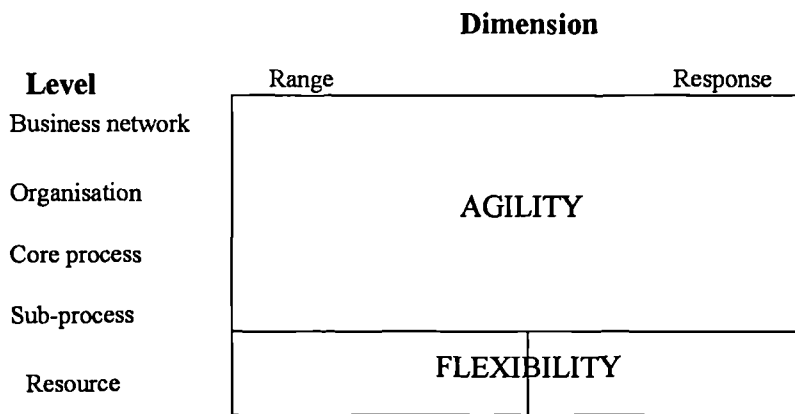 Dimension
Level
Range
Response
Business network
Organisation
AGILITY
Core process
Sub-process
FLEXIBILITY
Resource